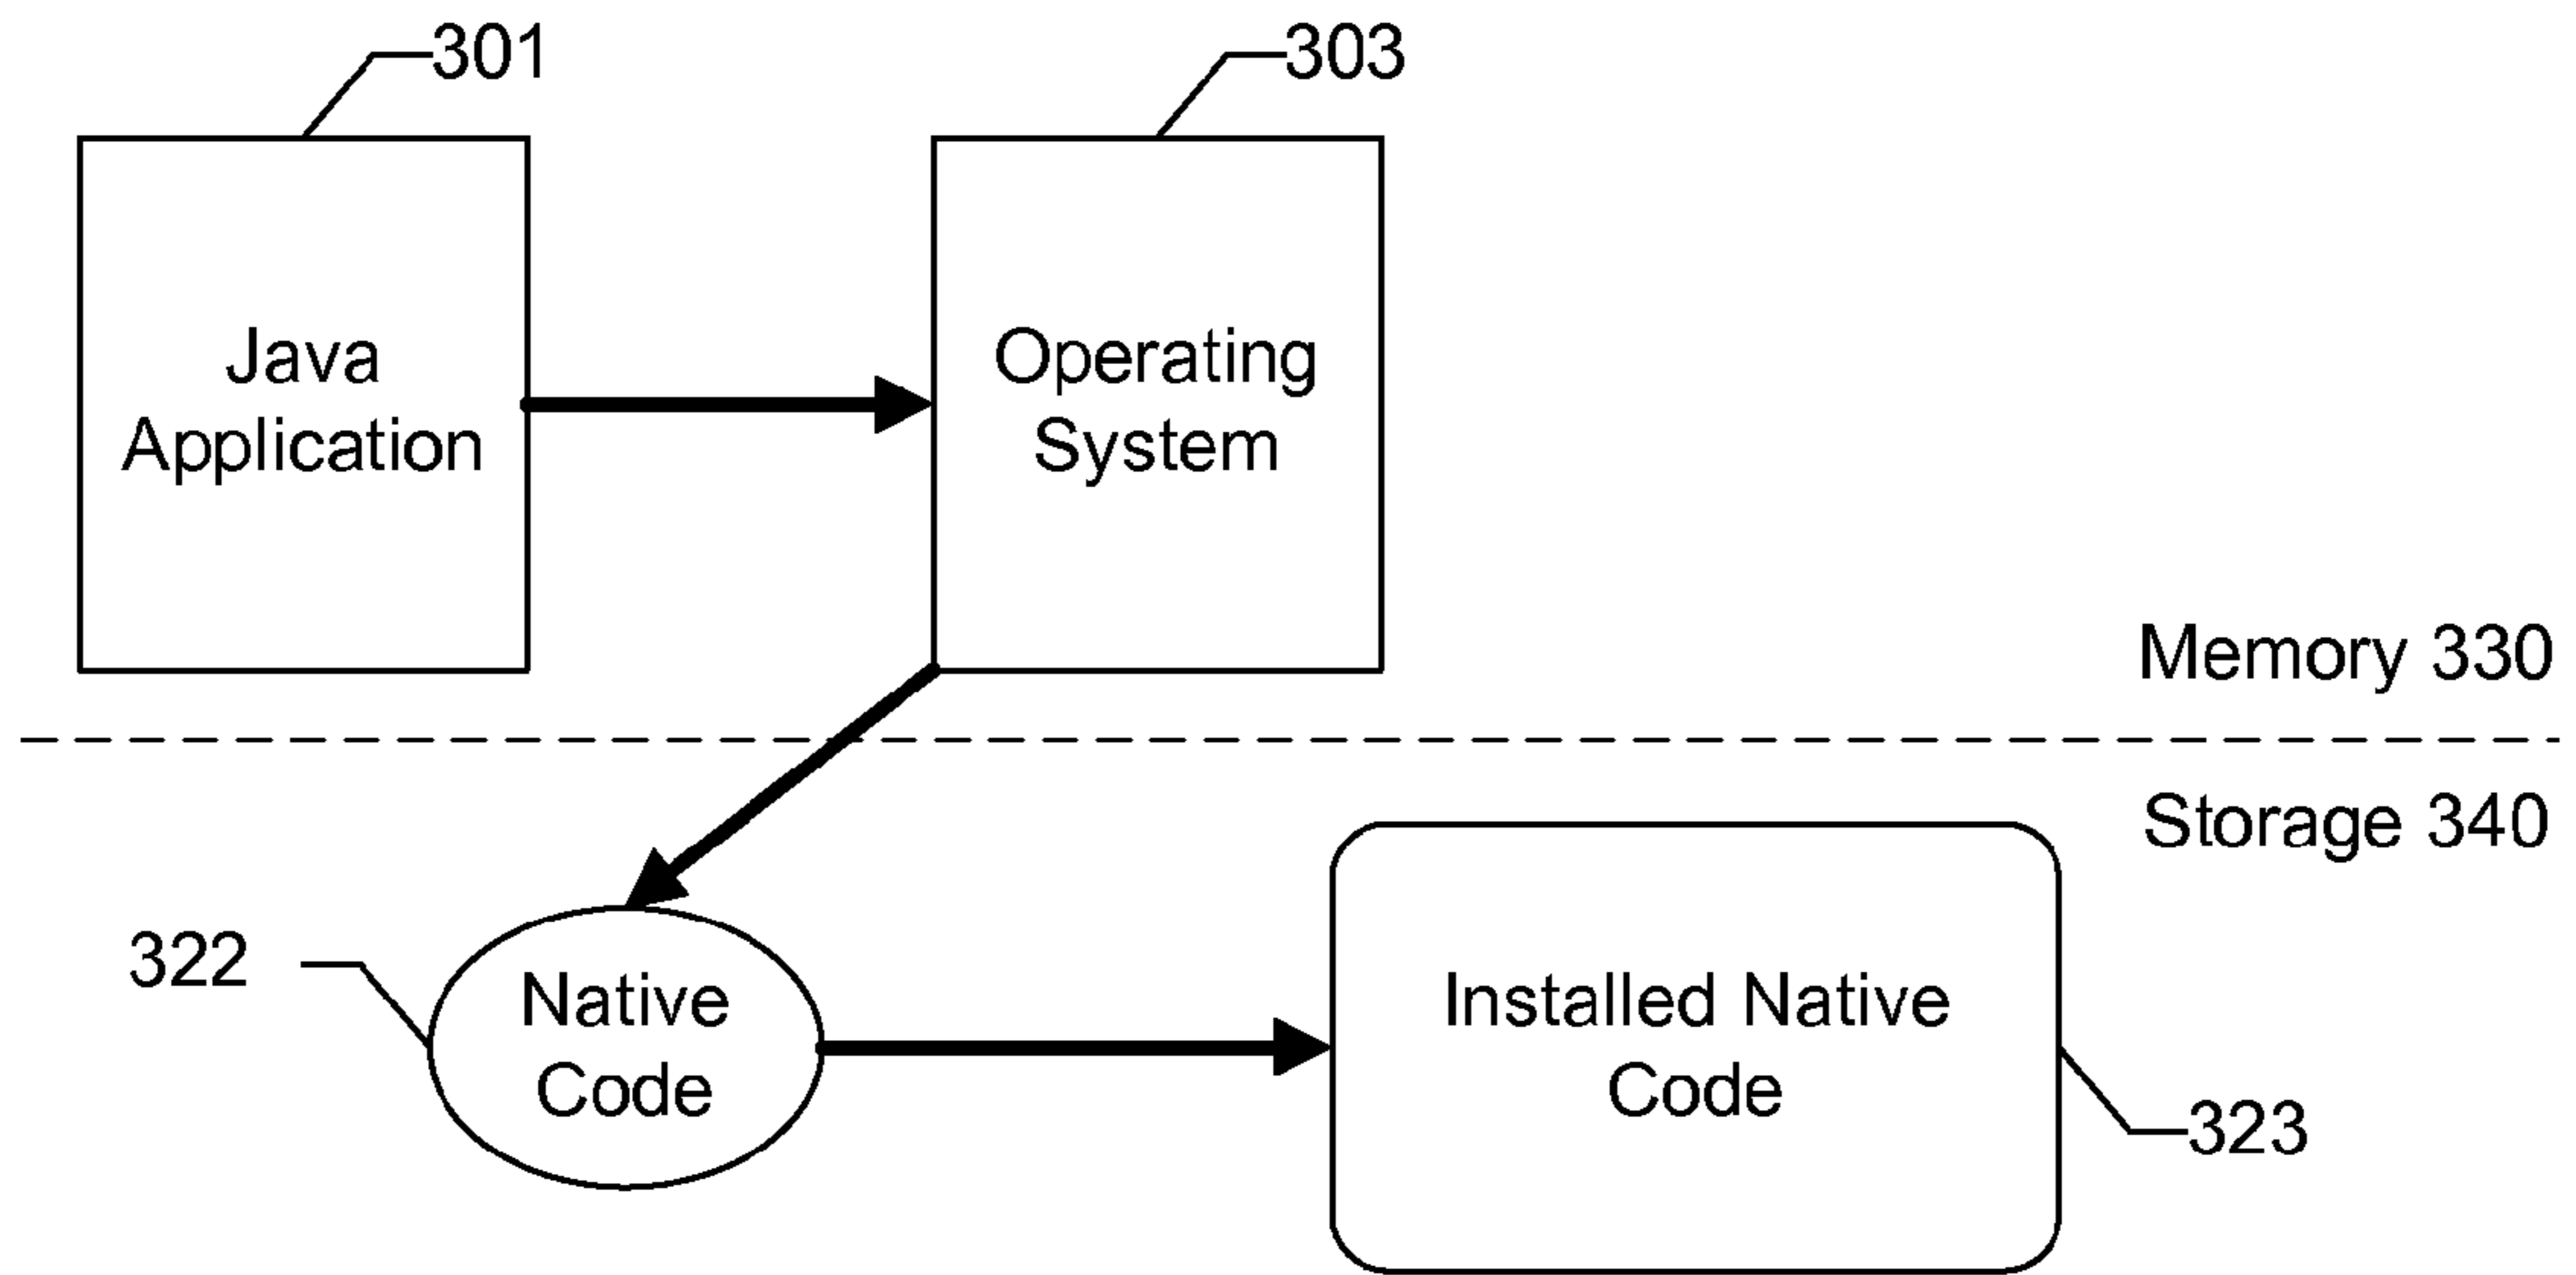 301
303
Java
Application
Operating
System
Memory 330
Storage 340
322
Native
Code
Installed Native
Code
323